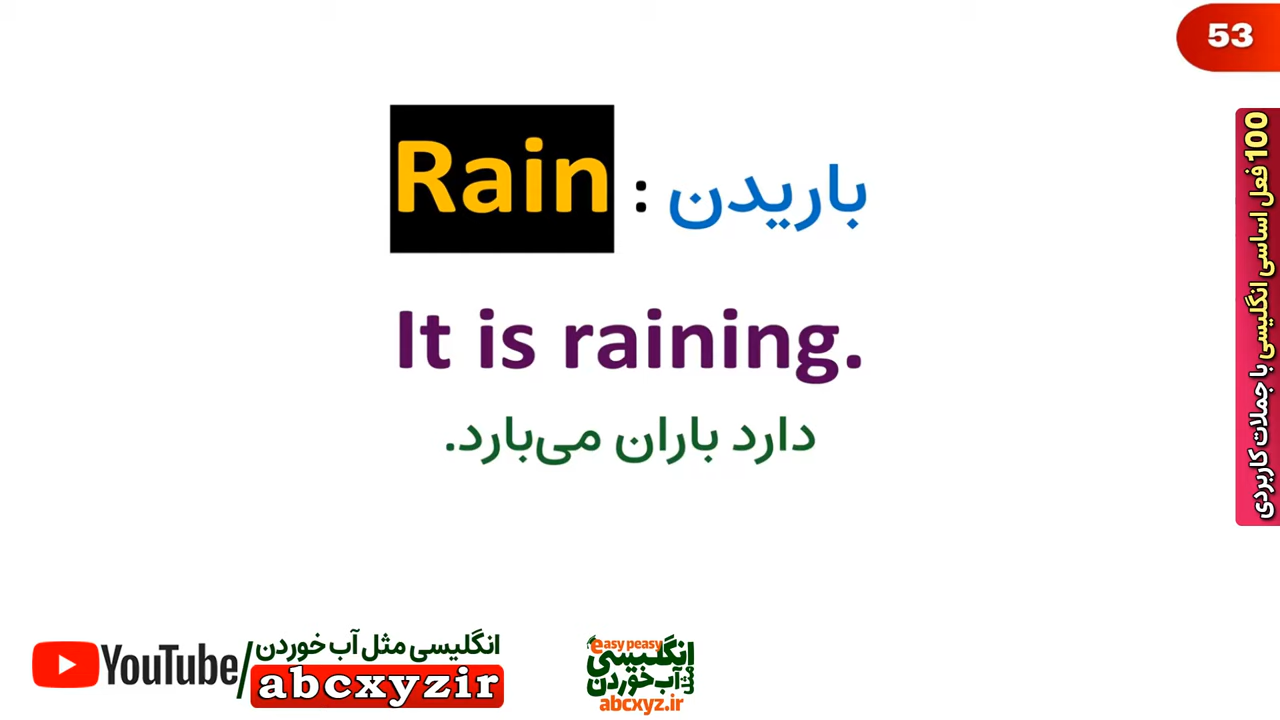 53
Rain : باریدن
It is raining.
دارد باران می‌بارد.
100 فعل اساسی انگلیسی با جملات کاربردی
YouTube/انگلیسی مثل آب خوردن
abcxyzir
easy peasy
انگلیسی
مثل آب خوردن
abcxyz.ir